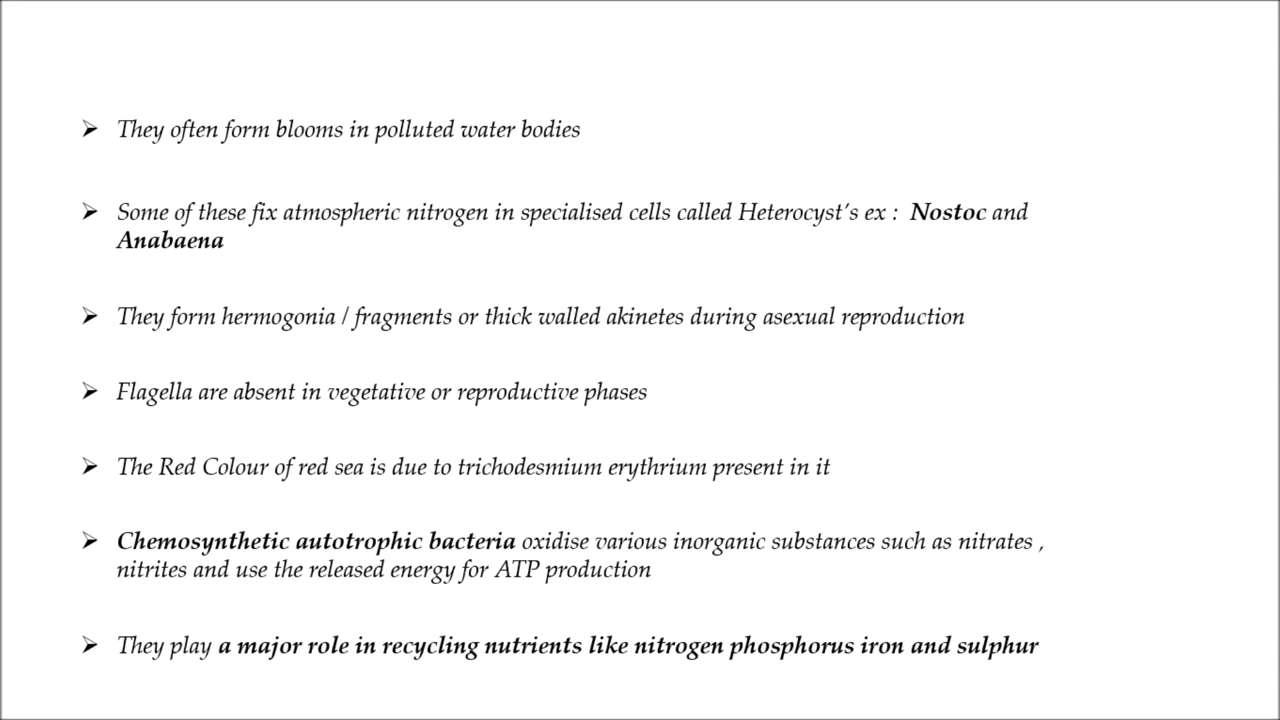 ➢ They often form blooms in polluted water bodies
➢ Some of these fix atmospheric nitrogen in specialised cells called Heterocyst’s ex : Nostoc and
Anabaena
➢ They form hermogonia / fragments or thick walled akinetes during asexual reproduction
➢ Flagella are absent in vegetative or reproductive phases
➢ The Red Colour of red sea is due to trichodesmium erythrium present in it
➢ Chemosynthetic autotrophic bacteria oxidise various inorganic substances such as nitrates ,
nitrites and use the released energy for ATP production
➢ They play a major role in recycling nutrients like nitrogen phosphorus iron and sulphur